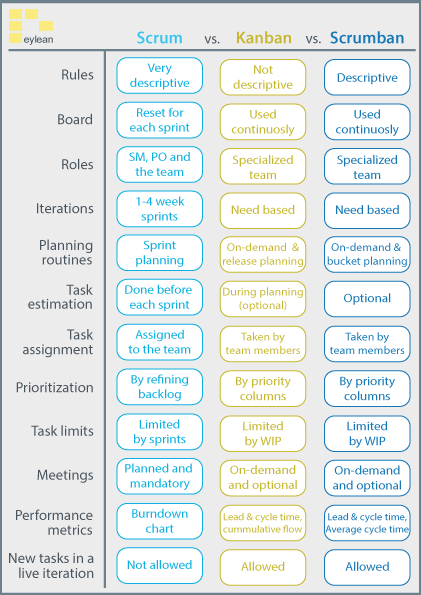 eylean
Scrum vs. Kanban vs. Scrumban
Rules
Very
descriptive
Not
descriptive
Descriptive
Board
Reset for
each sprint
Used
continuosly
Used
continuosly
Roles
SM, PO and
the team
Specialized
team
Specialized
team
Iterations
1-4 week
sprints
Need based
Need based
Planning
routines
Sprint
planning
On-demand &
release planning
On-demand &
bucket planning
Task
estimation
Done before
each sprint
During planning
(optional)
Optional
Task
assignment
Assigned
to the team
Taken by
team members
Taken by
team members
Prioritization
By refining
backlog
By priority
columns
By priority
columns
Task limits
Limited
by sprints
Limited
by WIP
Limited
by WIP
Meetings
Planned and
mandatory
On-demand
and optional
On-demand
and optional
Performance
metrics
Burndown
chart
Lead & cycle time,
cummulative flow
Lead & cycle time,
Average cycle time
New tasks in a
live iteration
Not allowed
Allowed
Allowed